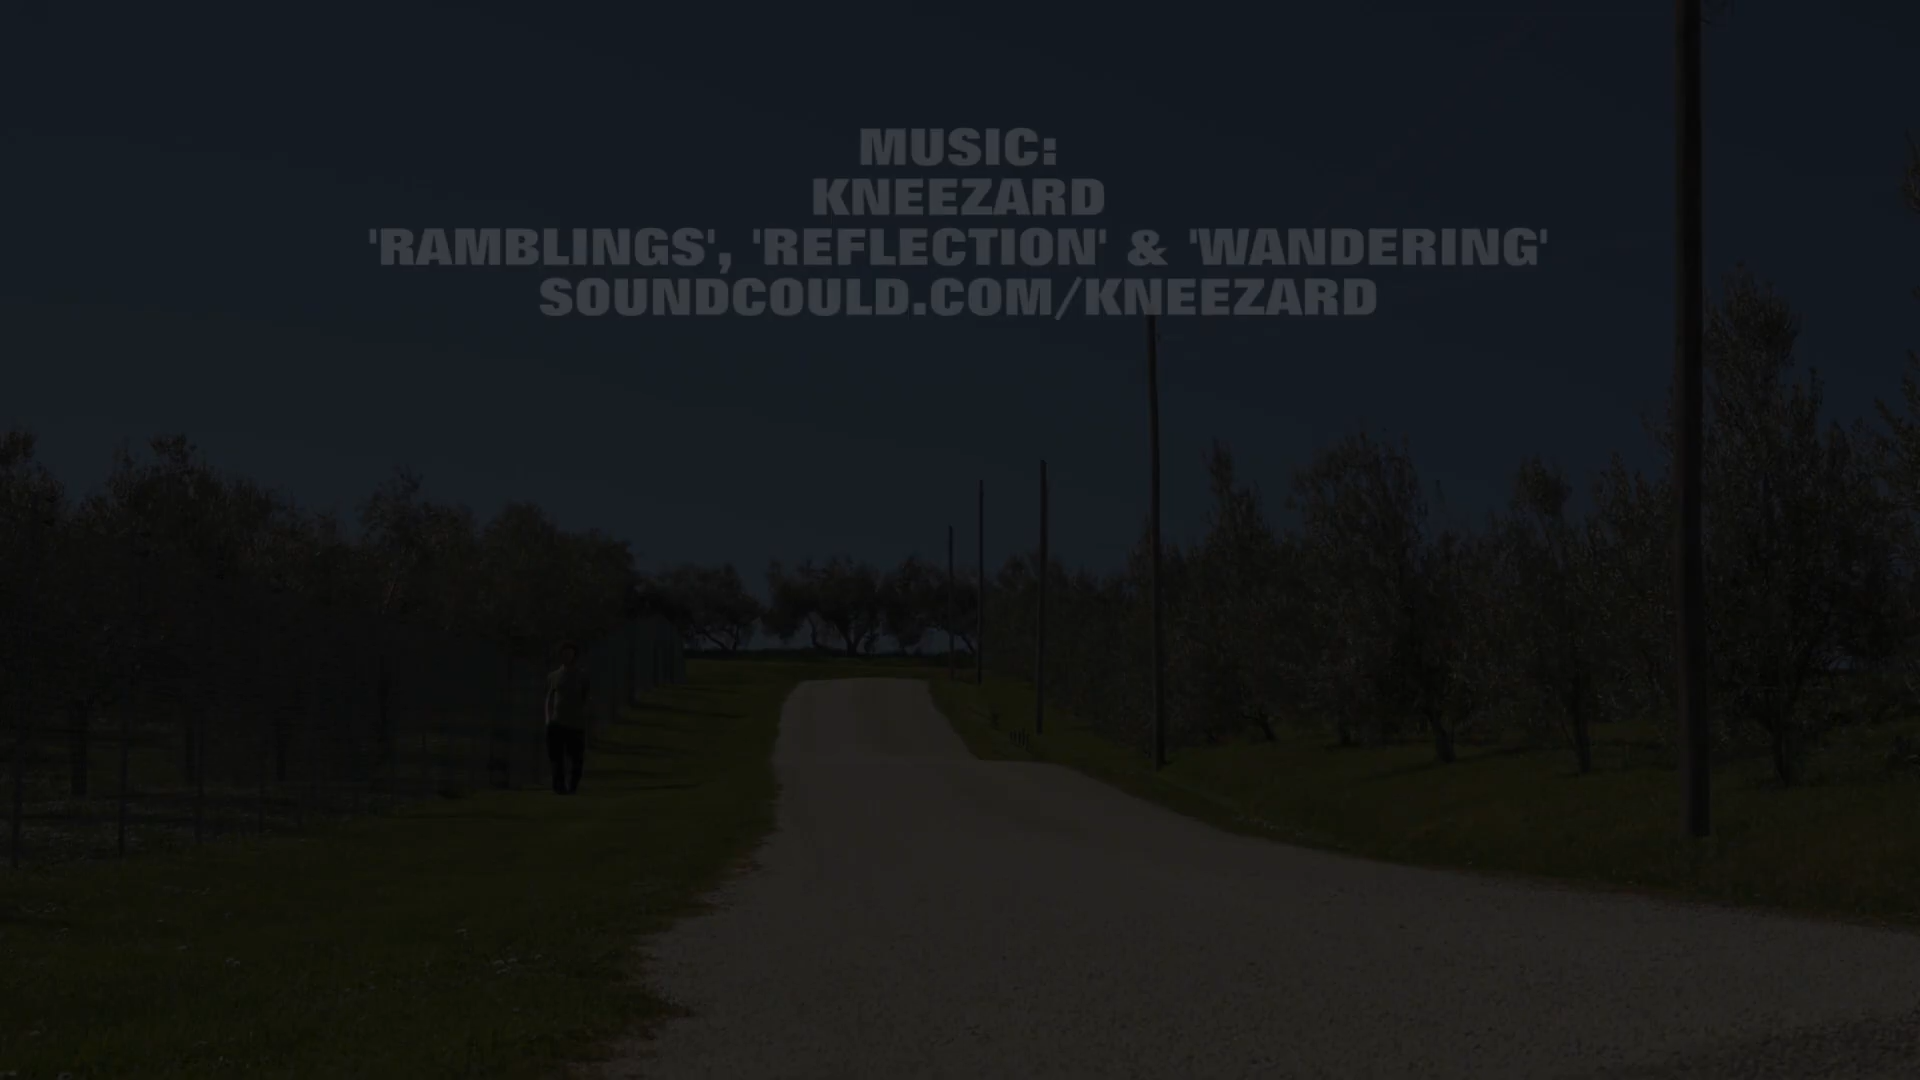 MUSIC:
KNEEZARD
'RAMBLINGS', 'REFLECTION' & 'WANDERING'
SOUNDCOULD.COM/KNEEZARD